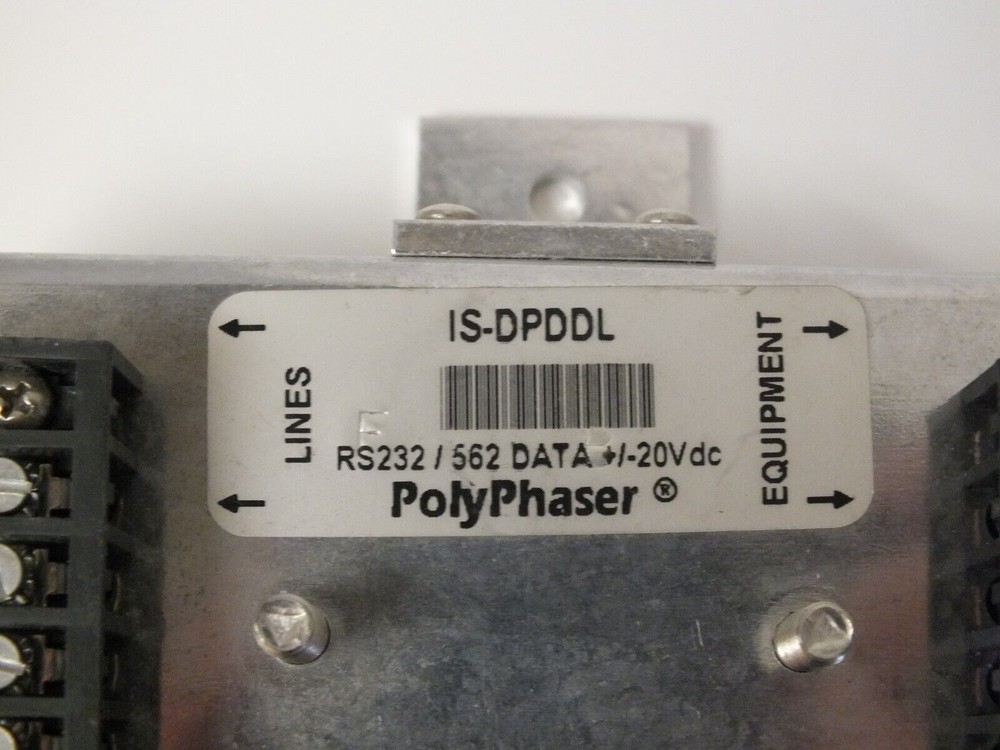 IS-DPDDL
LINES
EQUIPMENT
RS232 / 562 DATA +/-20Vdc
PolyPhaser ®